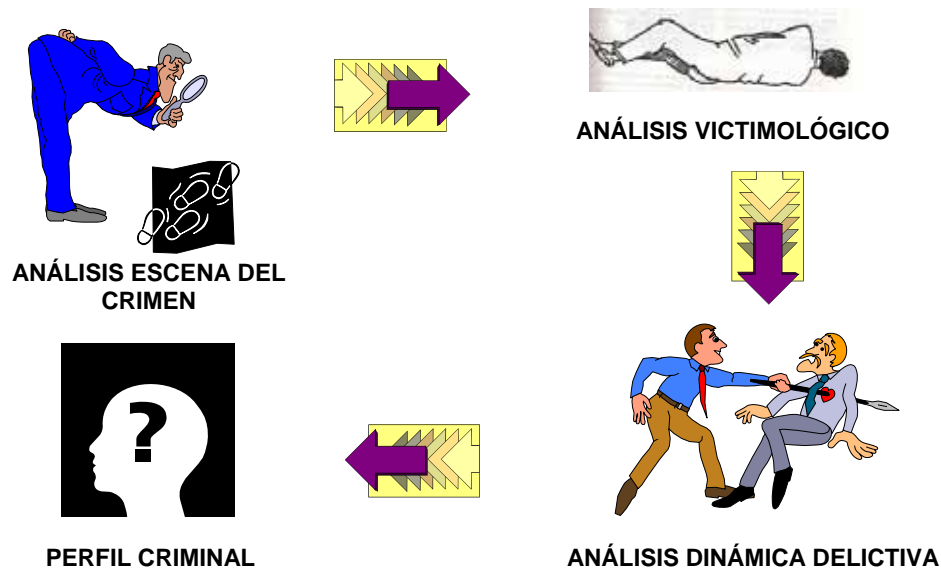 ANÁLISIS VICTIMOLÓGICO
ANÁLISIS ESCENA DEL
CRIMEN
?
PERFIL CRIMINAL
ANÁLISIS DINÁMICA DELICTIVA